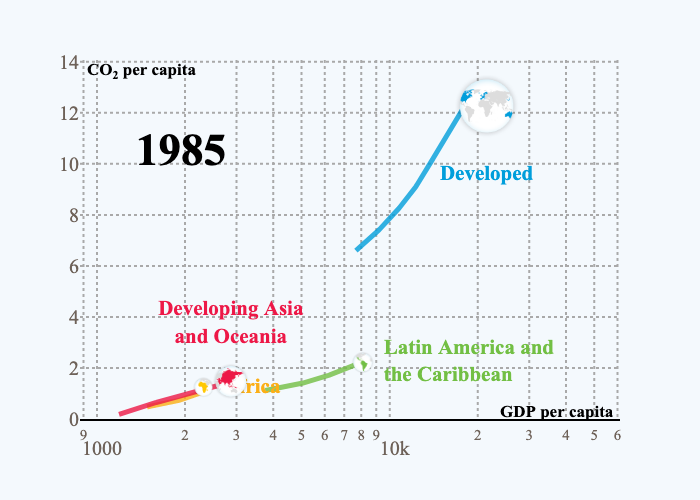 14
CO₂ per capita
12
1985
10
Developed
8
6
Developing Asia
and Oceania
4
Latin America and
the Caribbean
2
GDP per capita
0
9 2 3 4 5 6 7 8 9 2 3 4 5 6
1000 10k